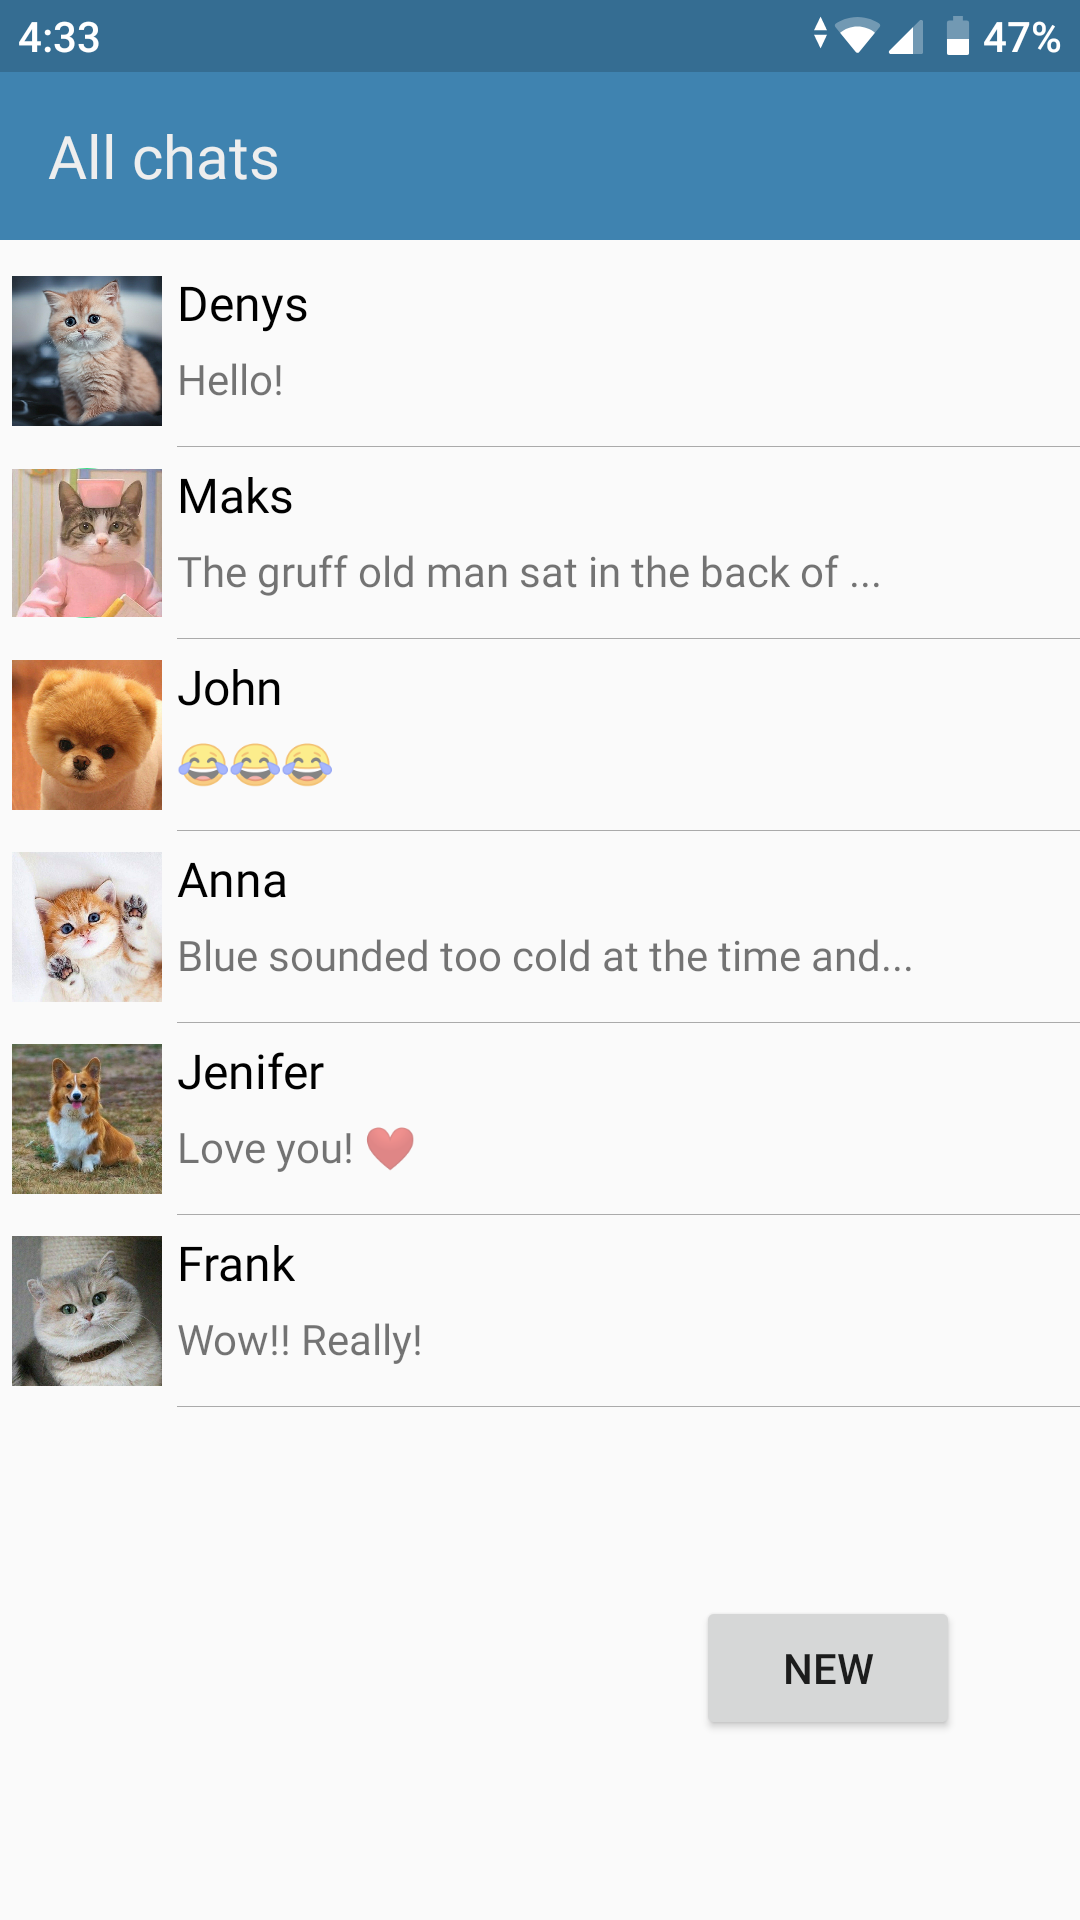 4:33
47%
All chats
Denys
Hello!
Maks
The gruff old man sat in the back of ...
John
😂😂😂
Anna
Blue sounded too cold at the time and...
Jenifer
Love you! ❤
Frank
Wow!! Really!
NEW